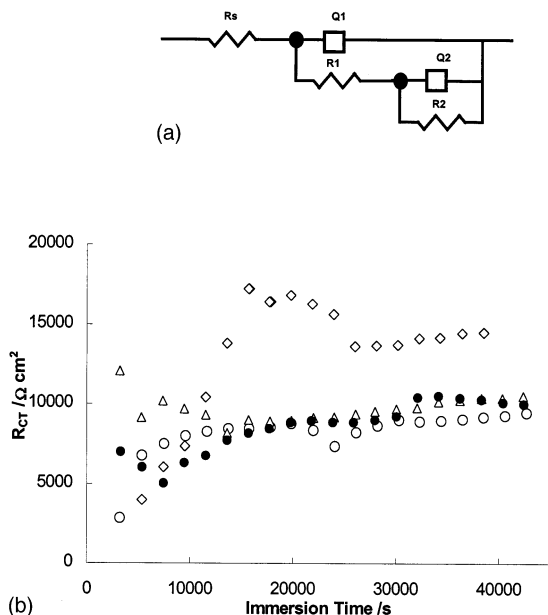 Rs
Q1
R1
Q2
R2
(a)
20000
15000
10000
5000
0
R_CT /Ω cm²
0 10000 20000 30000 40000
Immersion Time /s
(b)